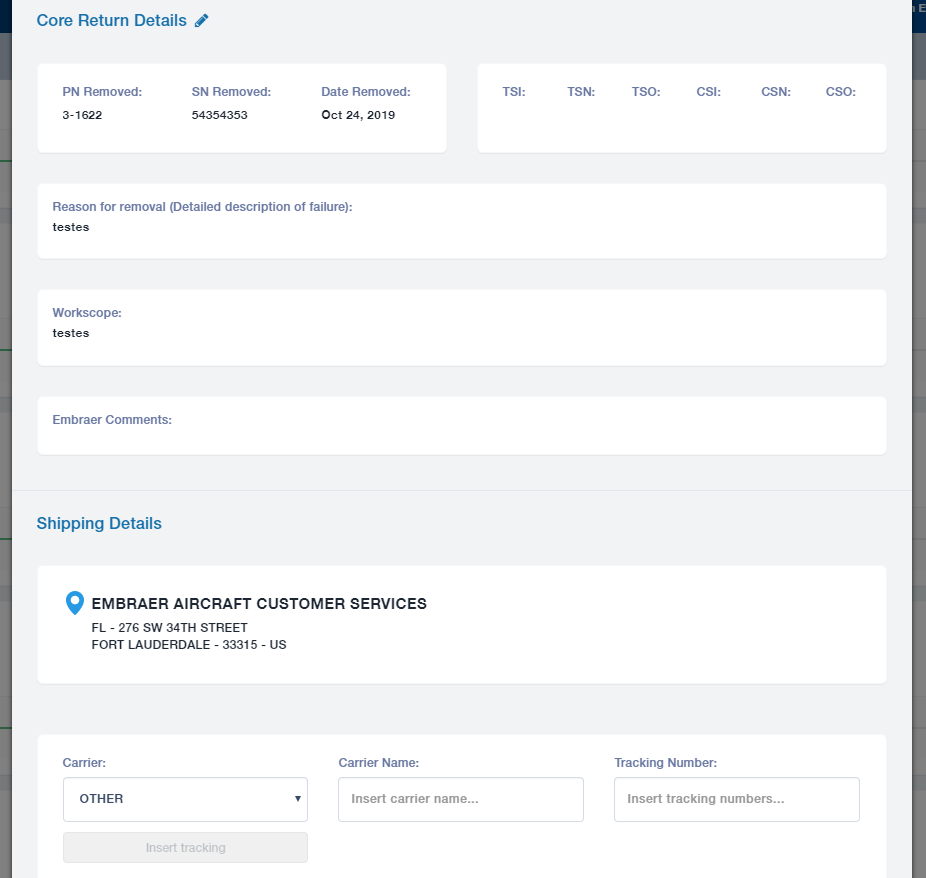 Core Return Details
PN Removed: SN Removed: Date Removed:
3-1622 54354353 Oct 24, 2019
TSI: TSN: TSO: CSI: CSN: CSO:
Reason for removal (Detailed description of failure):
testes
Workscope:
testes
Embraer Comments:
Shipping Details
EMBRAER AIRCRAFT CUSTOMER SERVICES
FL - 276 SW 34TH STREET
FORT LAUDERDALE - 33315 - US
Carrier: Carrier Name: Tracking Number:
OTHER Insert carrier name... Insert tracking numbers...
Insert tracking